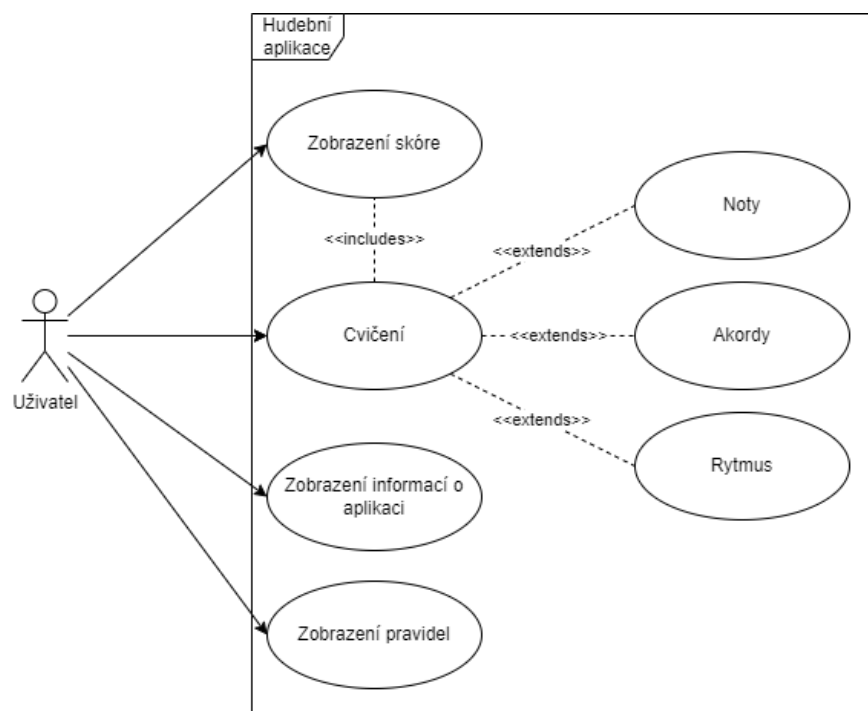 Hudební
aplikace
Zobrazení skóre
<<includes>>
Noty
<<extends>>
Cvičení
<<extends>>
Akordy
Uživatel
<<extends>>
Rytmus
Zobrazení informací o
aplikaci
Zobrazení pravidel